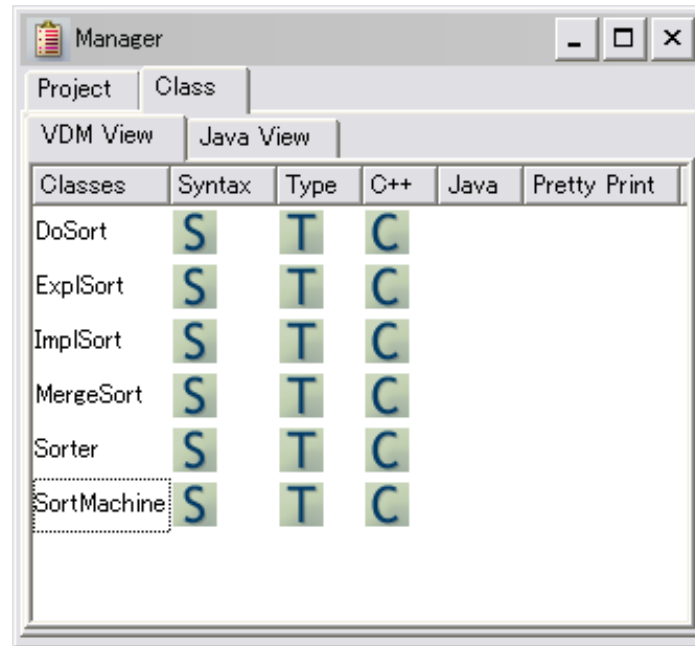 Manager
Project Class
VDM View Java View
Classes Syntax Type C++ Java Pretty Print
DoSort S T C
ExplSort S T C
ImplSort S T C
MergeSort S T C
Sorter S T C
SortMachine S T C